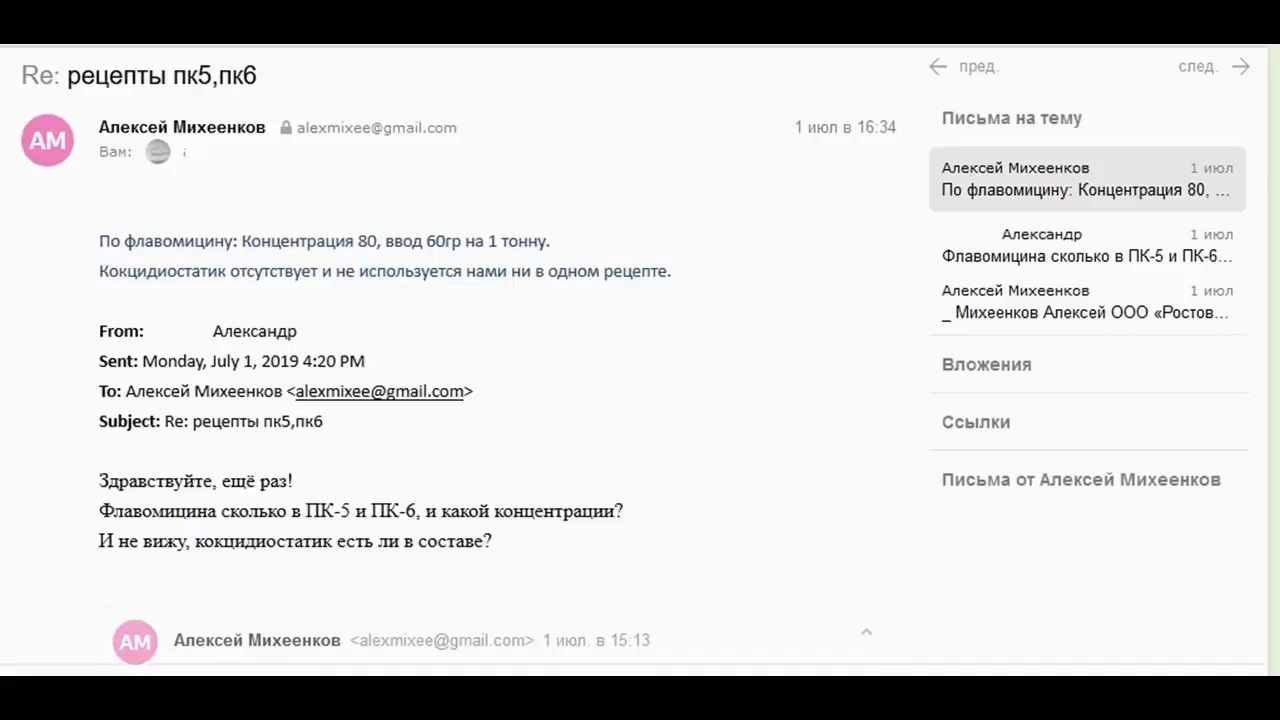 Re: рецепты пк5,пк6
АМ
Алексей Михеенков alexmixee@gmail.com
1 июл в 16:34
Вам:
По флавомицину: Концентрация 80, ввод 60гр на 1 тонну.
Кокцидиостатик отсутствует и не используется нами ни в одном рецепте.
From: Александр
Sent: Monday, July 1, 2019 4:20 PM
To: Алексей Михеенков <alexmixee@gmail.com>
Subject: Re: рецепты пк5,пк6
Здравствуйте, ещё раз!
Флавомицина сколько в ПК-5 и ПК-6, и какой концентрации?
И не вижу, кокцидиостатик есть ли в составе?
АМ
Алексей Михеенков <alexmixee@gmail.com> 1 июл. в 15:13
пред. след.
Письма на тему
Алексей Михеенков 1 июл
По флавомицину: Концентрация 80, ...
Александр 1 июл
Флавомицина сколько в ПК-5 и ПК-6...
Алексей Михеенков 1 июл
_ Михеенков Алексей ООО «Ростов...
Вложения
Ссылки
Письма от Алексей Михеенков